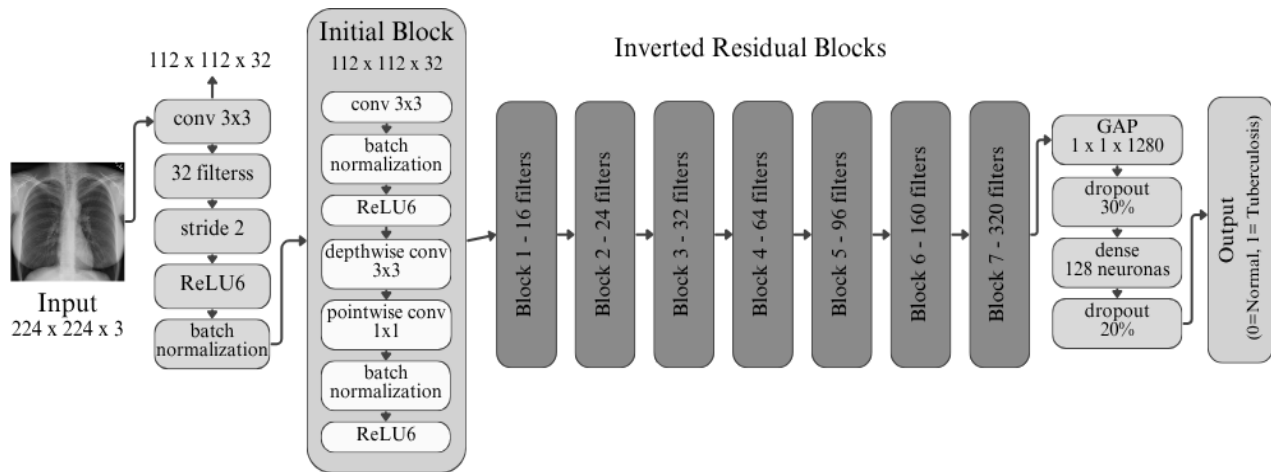 112 x 112 x 32
conv 3x3
32 filterss
stride 2
ReLU6
batch
normalization
Input
224 x 224 x 3
Initial Block
112 x 112 x 32
conv 3x3
batch
normalization
ReLU6
depthwise conv
3x3
pointwise conv
1x1
batch
normalization
ReLU6
Inverted Residual Blocks
Block 1 - 16 filters
Block 2 - 24 filters
Block 3 - 32 filters
Block 4 - 64 filters
Block 5 - 96 filters
Block 6 - 160 filters
Block 7 - 320 filters
GAP
1 x 1 x 1280
dropout
30%
dense
128 neuronas
dropout
20%
Output
(0=Normal, 1= Tuberculosis)